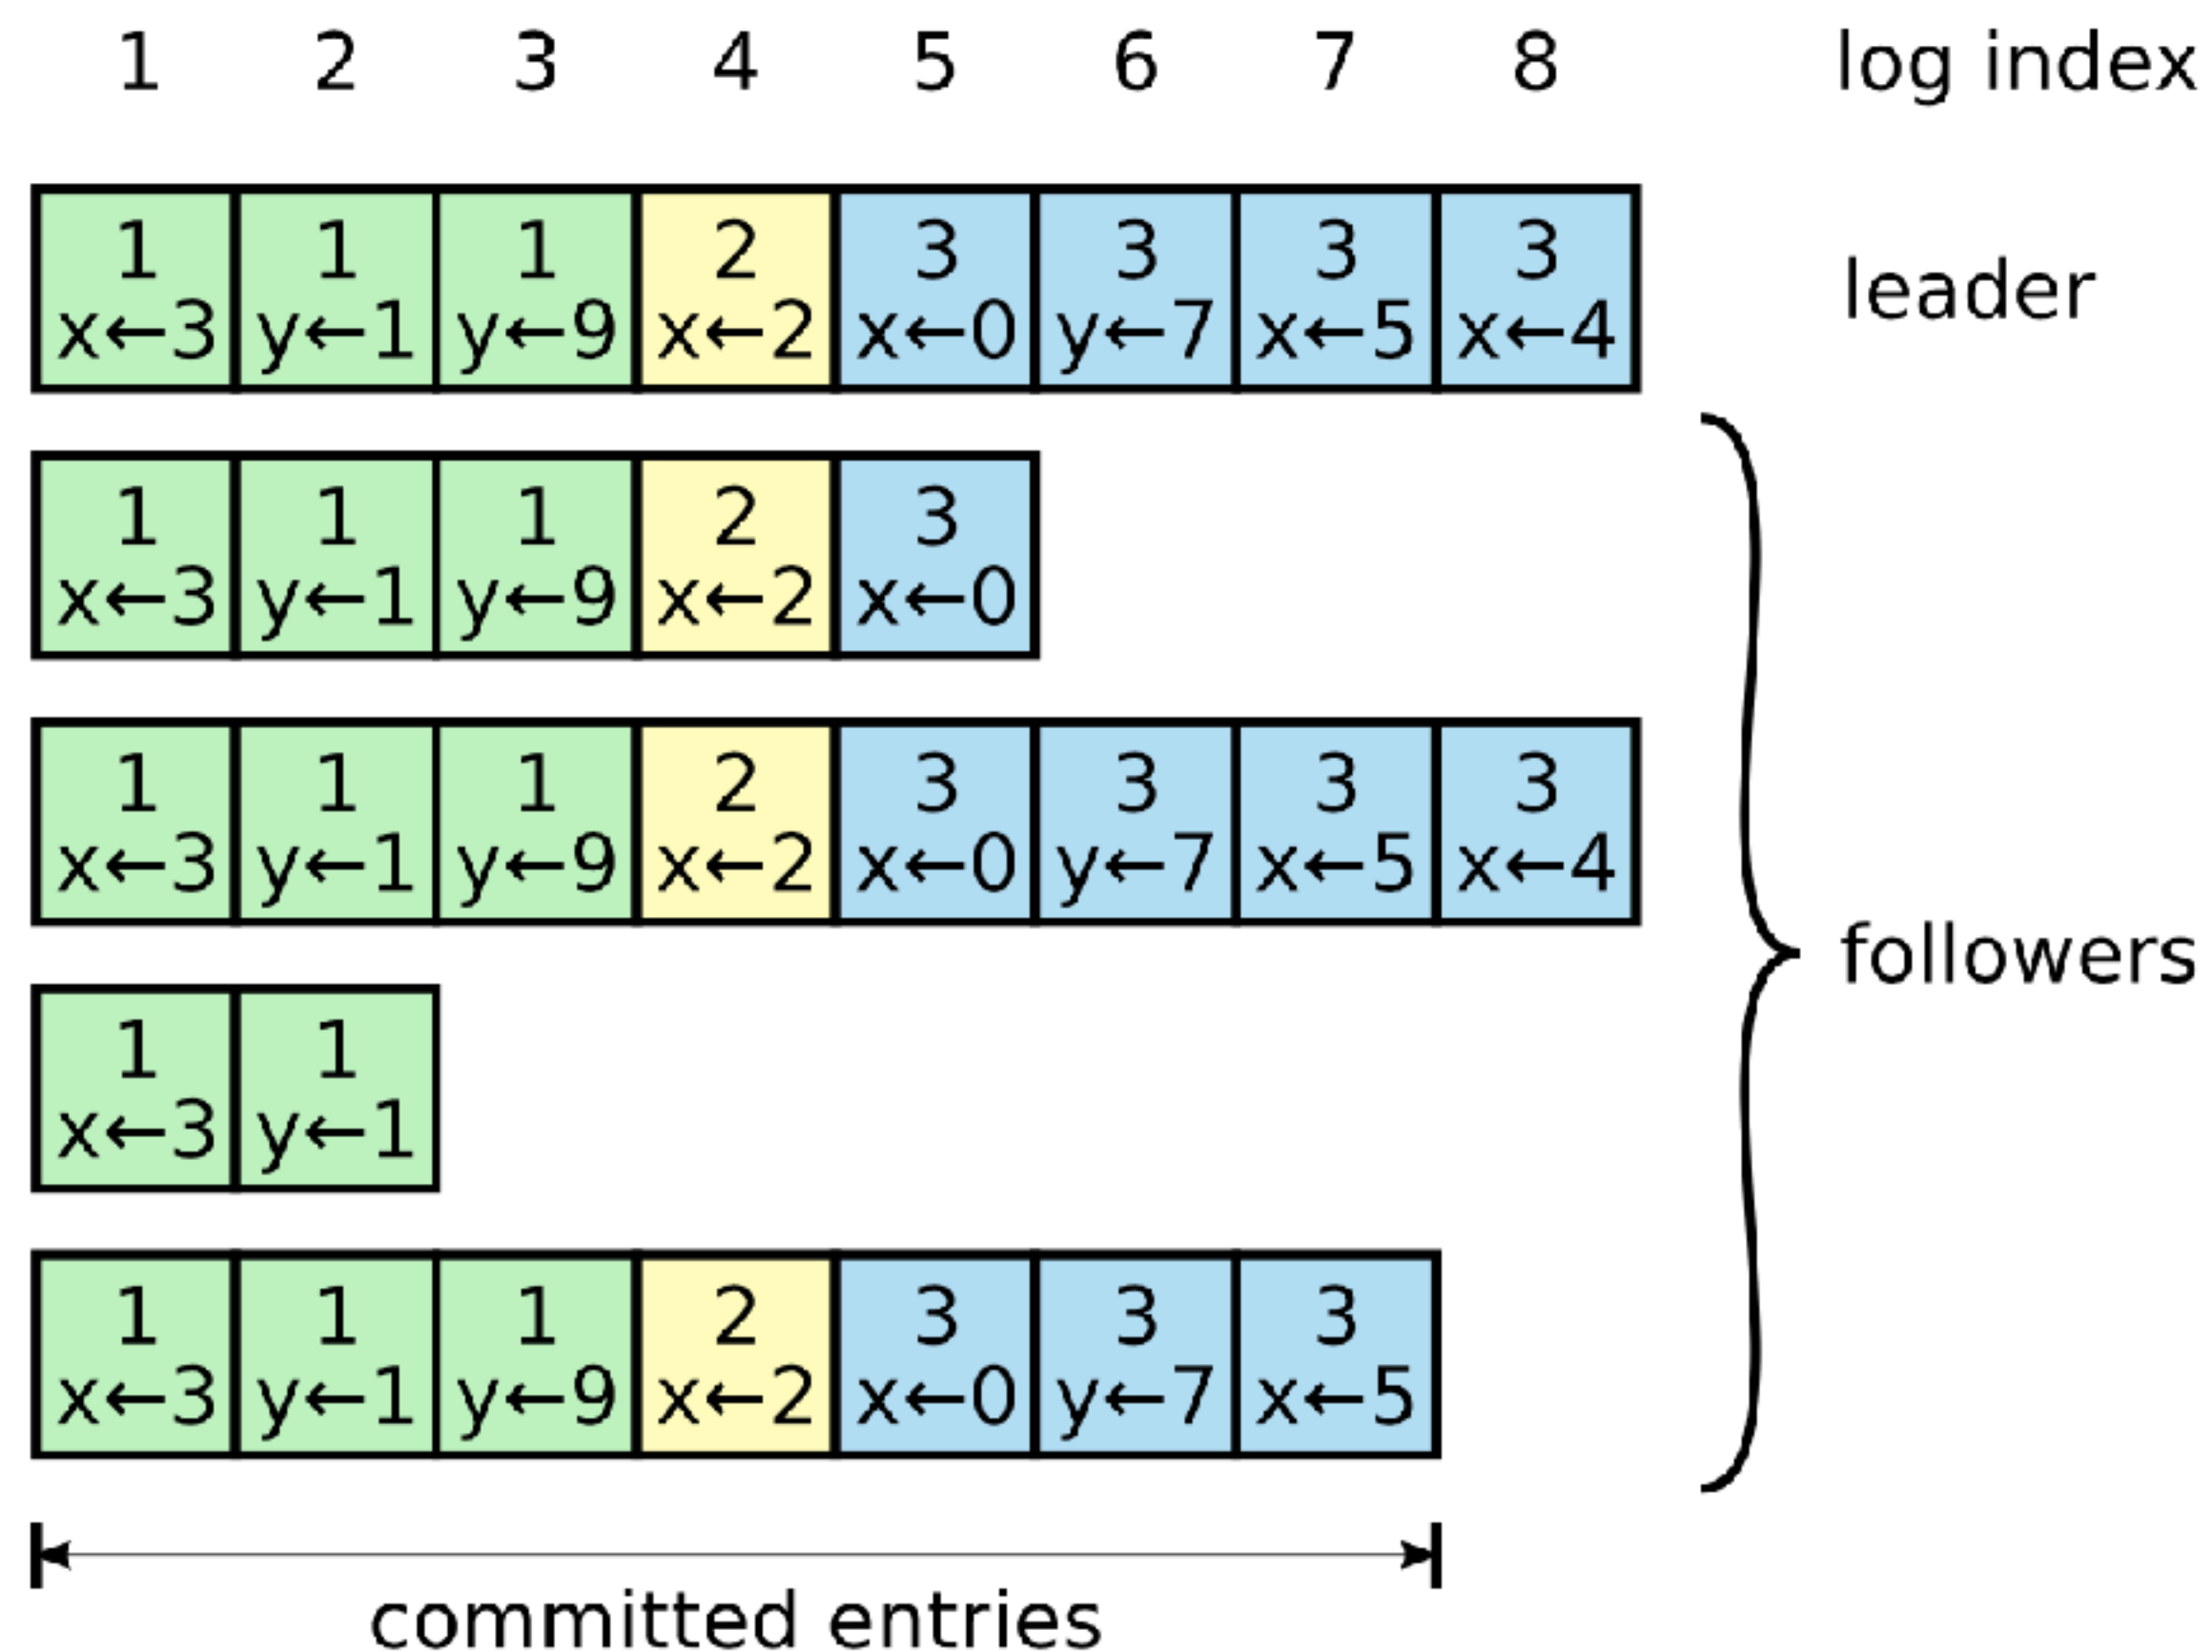 1 2 3 4 5 6 7 8 log index
1 1 1 2 3 3 3 3
x←3 y←1 y←9 x←2 x←0 y←7 x←5 x←4
leader
1 1 1 2 3
x←3 y←1 y←9 x←2 x←0
1 1 1 2 3 3 3 3
x←3 y←1 y←9 x←2 x←0 y←7 x←5 x←4
followers
1 1
x←3 y←1
1 1 1 2 3 3 3
x←3 y←1 y←9 x←2 x←0 y←7 x←5
committed entries